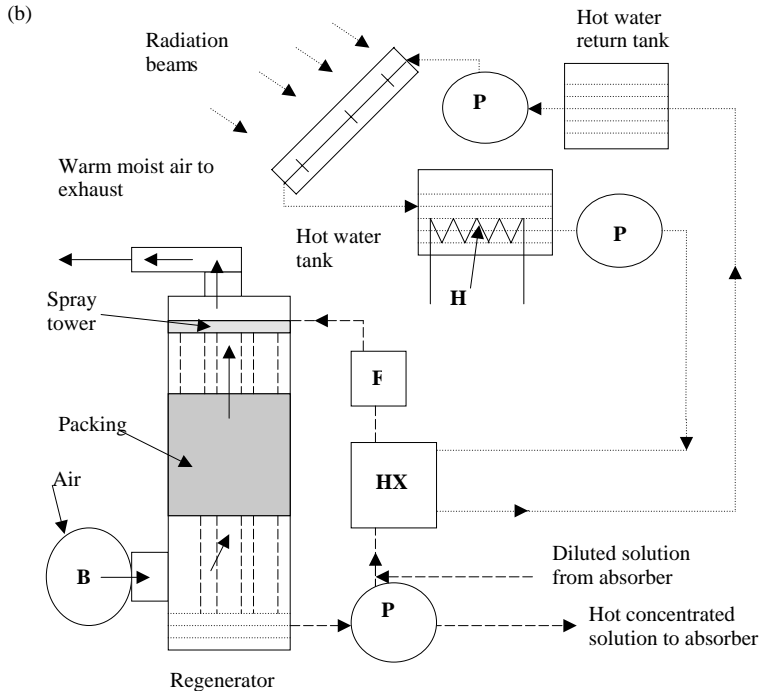 (b)
Radiation
beams
Hot water
return tank
P
Warm moist air to
exhaust
Hot water
tank
P
H
Spray
tower
F
Packing
HX
Air
B
Diluted solution
from absorber
P
Hot concentrated
solution to absorber
Regenerator